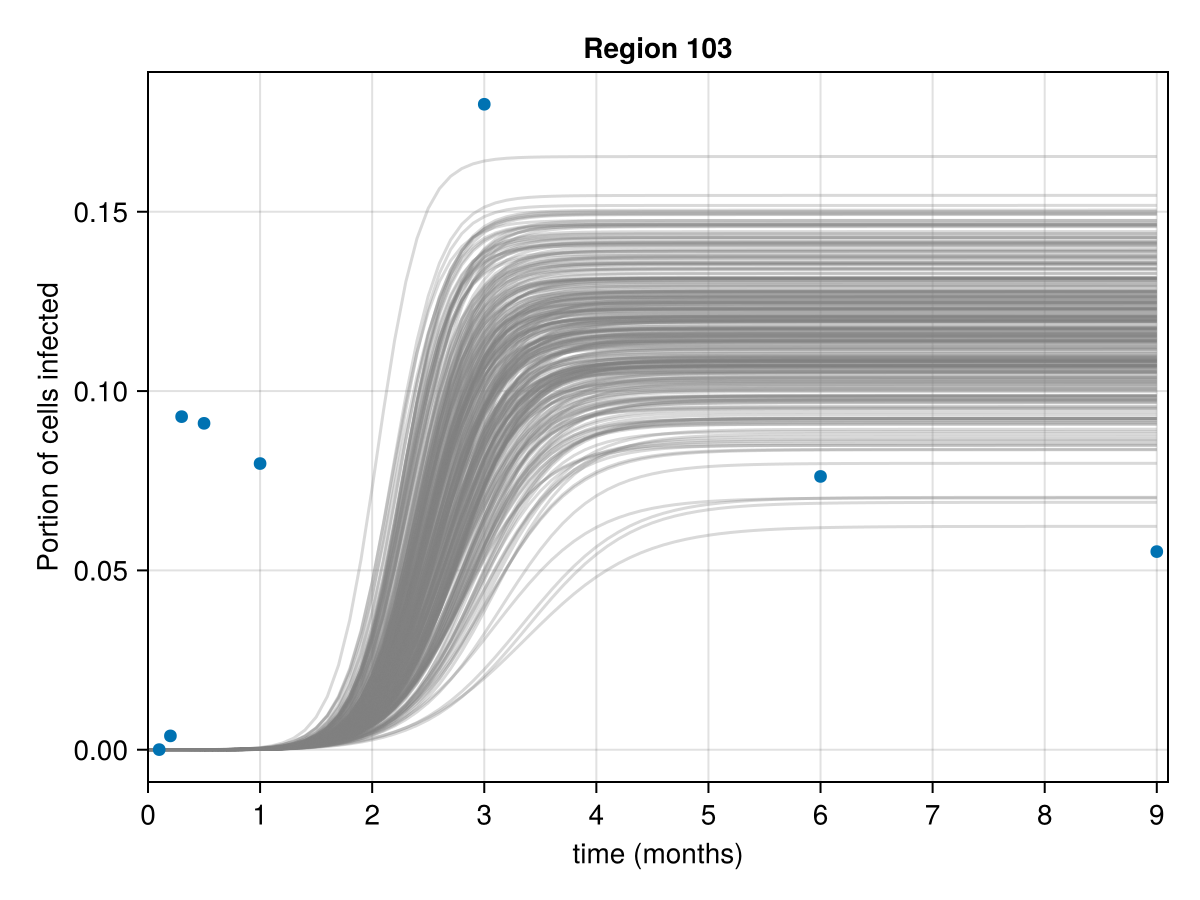 Region 103
Portion of cells infected
0.15
0.10
0.05
0.00
0 1 2 3 4 5 6 7 8 9
time (months)